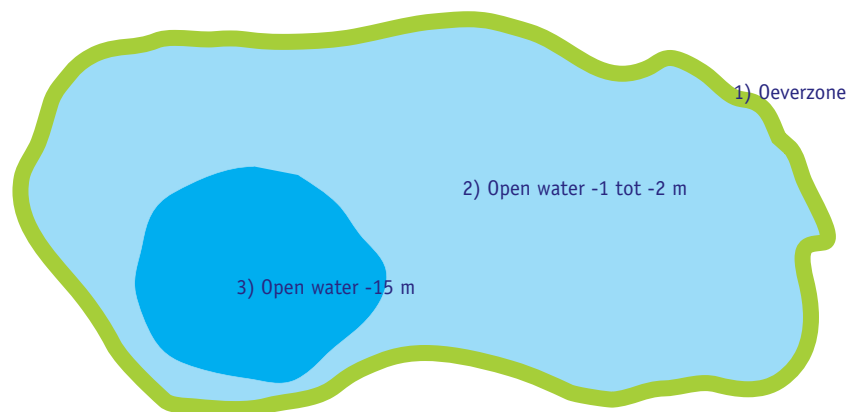 1) Oeverzone
2) Open water -1 tot -2 m
3) Open water -15 m